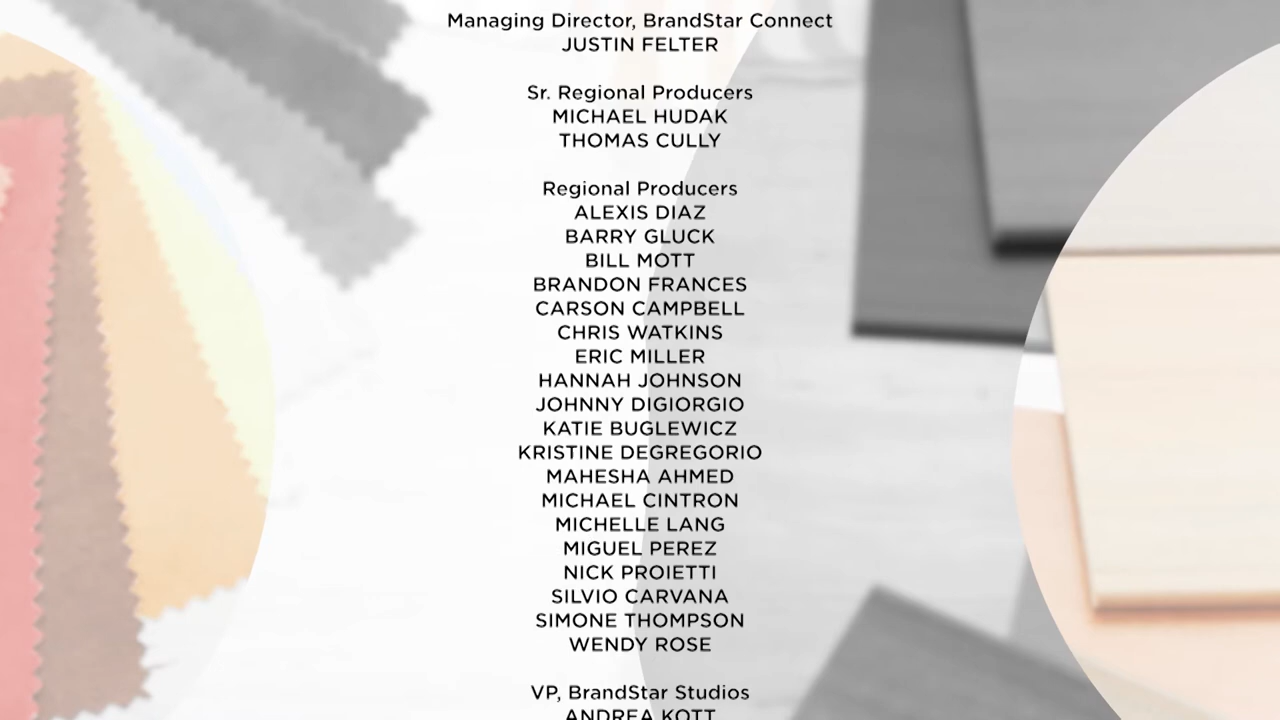 Managing Director, BrandStar Connect
JUSTIN FELTER
Sr. Regional Producers
MICHAEL HUDAK
THOMAS CULLY
Regional Producers
ALEXIS DIAZ
BARRY GLUCK
BILL MOTT
BRANDON FRANCES
CARSON CAMPBELL
CHRIS WATKINS
ERIC MILLER
HANNAH JOHNSON
JOHNNY DIGIORGIO
KATIE BUGLEWICZ
KRISTINE DEGREGORIO
MAHESHA AHMED
MICHAEL CINTRON
MICHELLE LANG
MIGUEL PEREZ
NICK PROIETTI
SILVIO CARVANA
SIMONE THOMPSON
WENDY ROSE
VP, BrandStar Studios
ANDREA KOTT